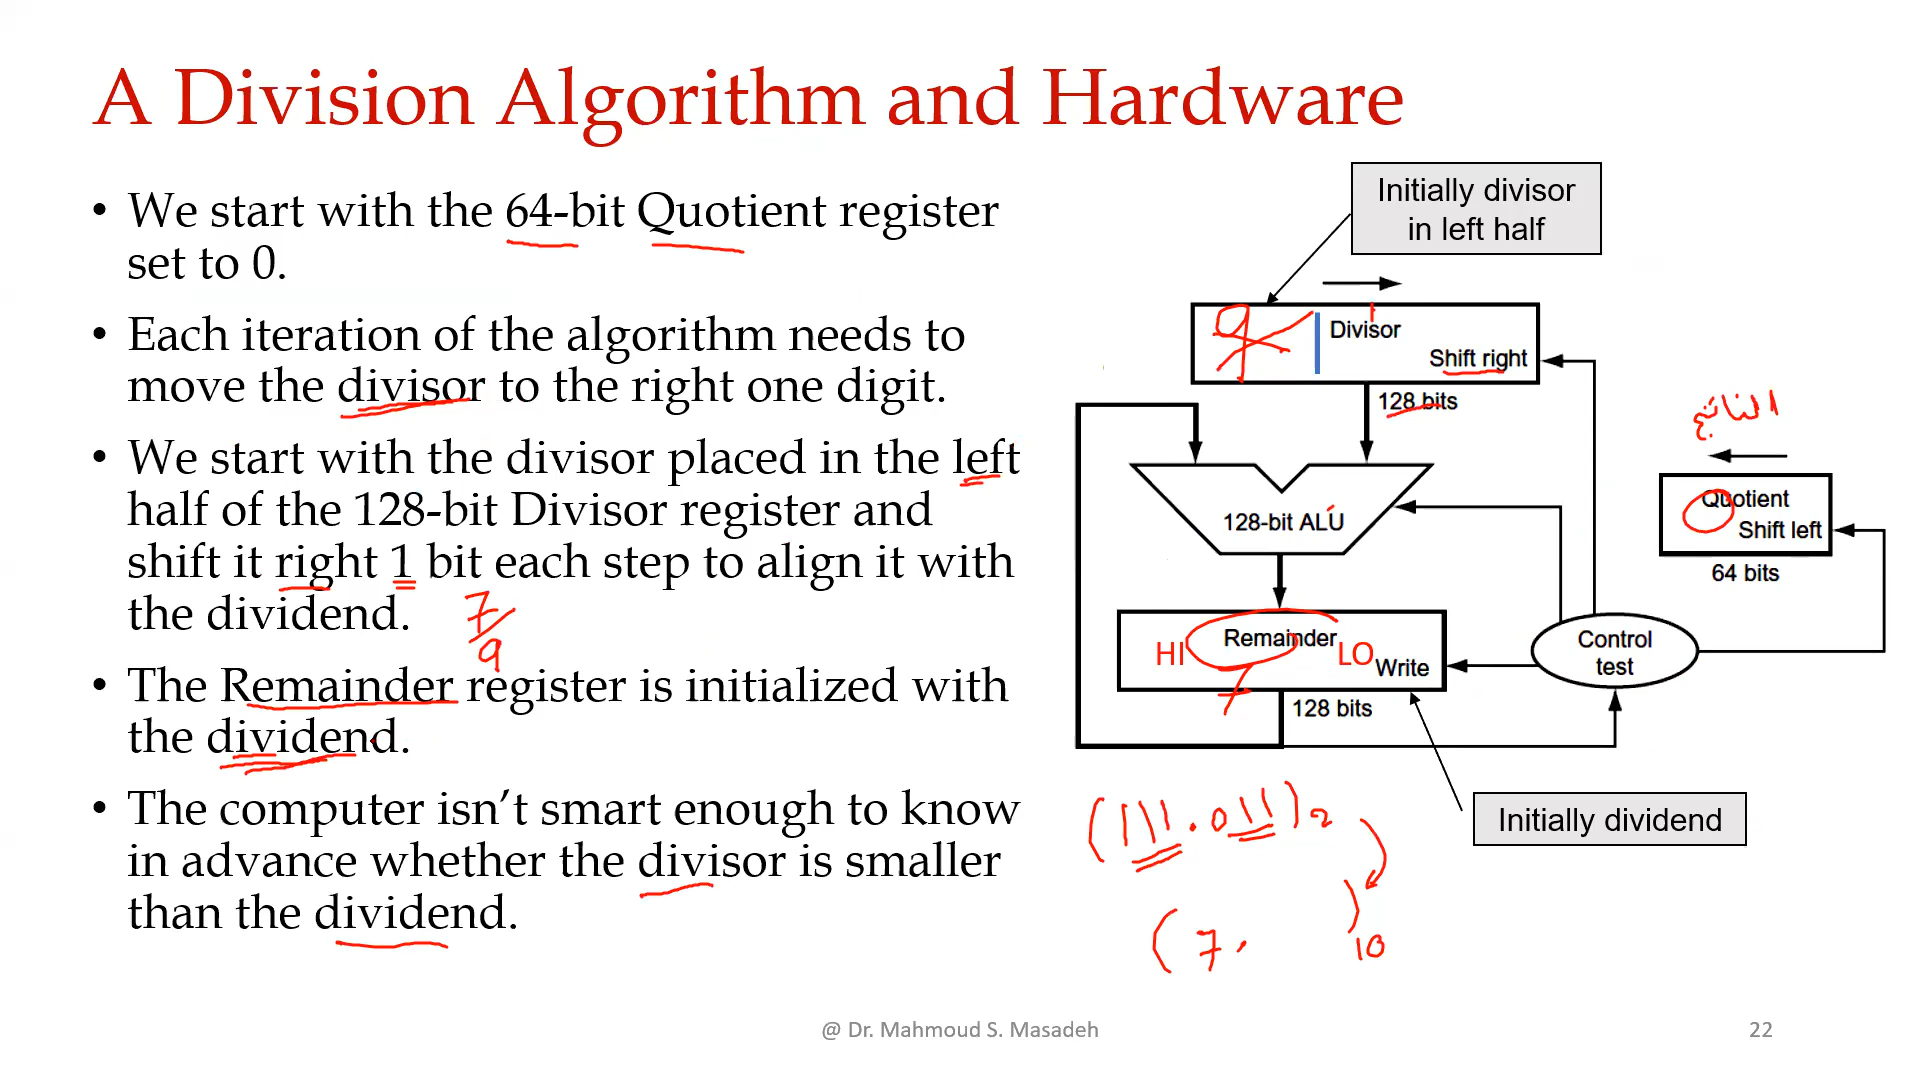 A Division Algorithm and Hardware
• We start with the 64-bit Quotient register
set to 0.
• Each iteration of the algorithm needs to
move the divisor to the right one digit.
• We start with the divisor placed in the left
half of the 128-bit Divisor register and
shift it right 1 bit each step to align it with
the dividend.
7/9
• The Remainder register is initialized with
the dividend.
• The computer isn't smart enough to know
in advance whether the divisor is smaller
than the dividend.
Initially divisor
in left half
9
Divisor
Shift right
128 bits
128-bit ALU
الناتج
Quotient
Shift left
64 bits
HI Remainder LO
Write
7
128 bits
Control
test
Initially dividend
(111.011)2
(7. )10
@ Dr. Mahmoud S. Masadeh
22